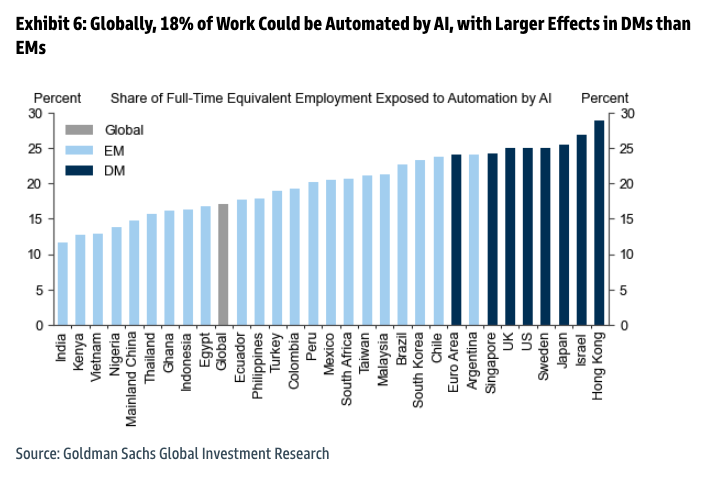 Exhibit 6: Globally, 18% of Work Could be Automated by AI, with Larger Effects in DMs than
EMs
Percent Share of Full-Time Equivalent Employment Exposed to Automation by AI Percent
30 30
Global
EM
25 25
DM
20 20
15 15
10 10
5 5
0 0
India
Kenya
Vietnam
Nigeria
Mainland China
Thailand
Ghana
Indonesia
Egypt
Global
Ecuador
Philippines
Turkey
Colombia
Peru
Mexico
South Africa
Taiwan
Malaysia
Brazil
South Korea
Chile
Euro Area
Argentina
Singapore
UK
US
Sweden
Japan
Israel
Hong Kong
Source: Goldman Sachs Global Investment Research